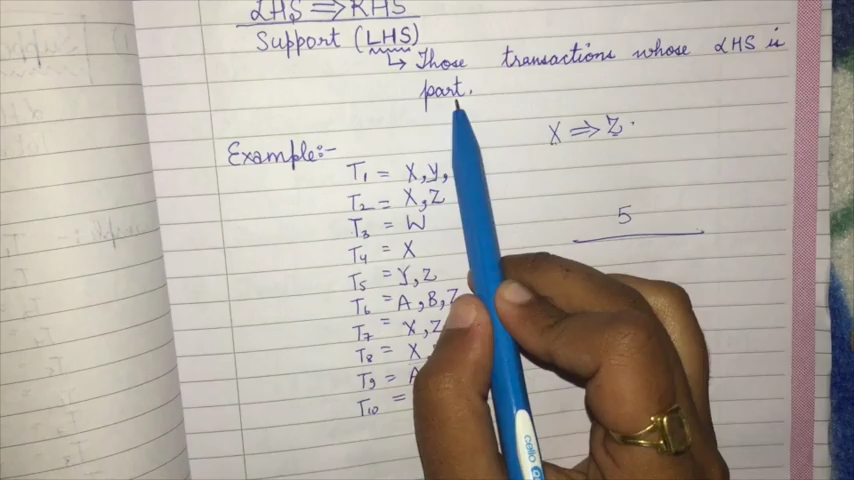 LHS ⇒ RHS
Support (LHS)
↳ Those transactions whose LHS is
part.
X ⇒ Z.
Example:-
T1 = X, Y,
T2 = X, Z
T3 = W
T4 = X
5
T5 = Y, Z
T6 = A, B, Z
T7 = X, Z
T8 = X
T9 = A
T10 =
cello